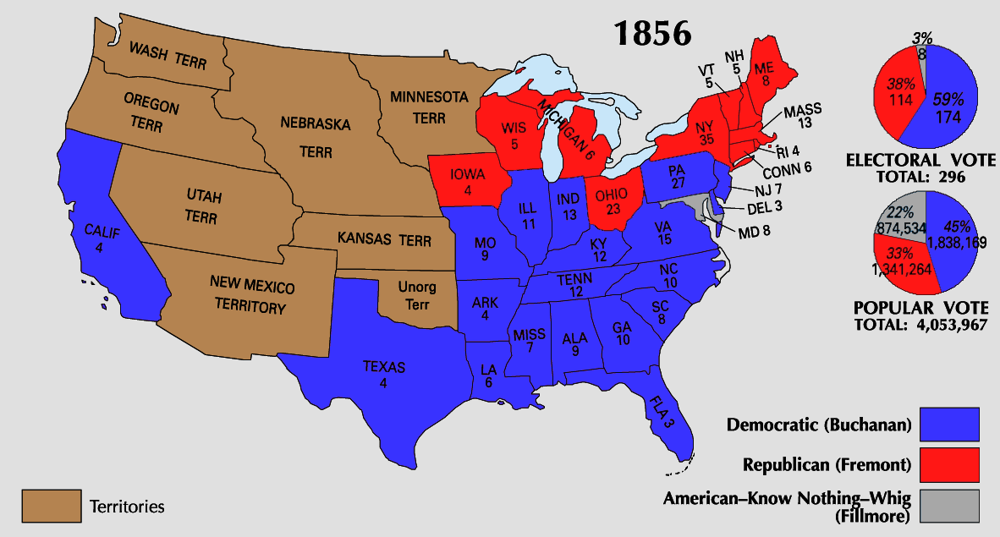 1856
WASH TERR
OREGON
TERR
NEBRASKA
TERR
MINNESOTA
TERR
UTAH
TERR
KANSAS TERR
NEW MEXICO
TERRITORY
Unorg
Terr
CALIF
4
TEXAS
4
IOWA
4
WIS
5
MICHIGAN 6
ILL
11
IND
13
OHIO
23
MO
9
KY
12
TENN
12
ARK
4
LA
6
MISS
7
ALA
9
GA
10
FLA 3
SC
8
NC
10
VA
15
PA
27
NY
35
VT
5
NH
5
ME
8
MASS
13
RI 4
CONN 6
NJ 7
DEL 3
MD 8
3%
8
38%
114
59%
174
ELECTORAL VOTE
TOTAL: 296
22%
874,534
45%
1,838,169
33%
1,341,264
POPULAR VOTE
TOTAL: 4,053,967
Democratic (Buchanan)
Republican (Fremont)
American–Know Nothing–Whig
(Fillmore)
Territories